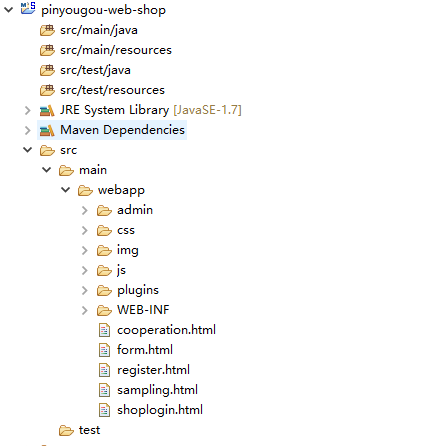 pinyougou-web-shop
src/main/java
src/main/resources
src/test/java
src/test/resources
JRE System Library [JavaSE-1.7]
Maven Dependencies
src
main
webapp
admin
css
img
js
plugins
WEB-INF
cooperation.html
form.html
register.html
sampling.html
shoplogin.html
test